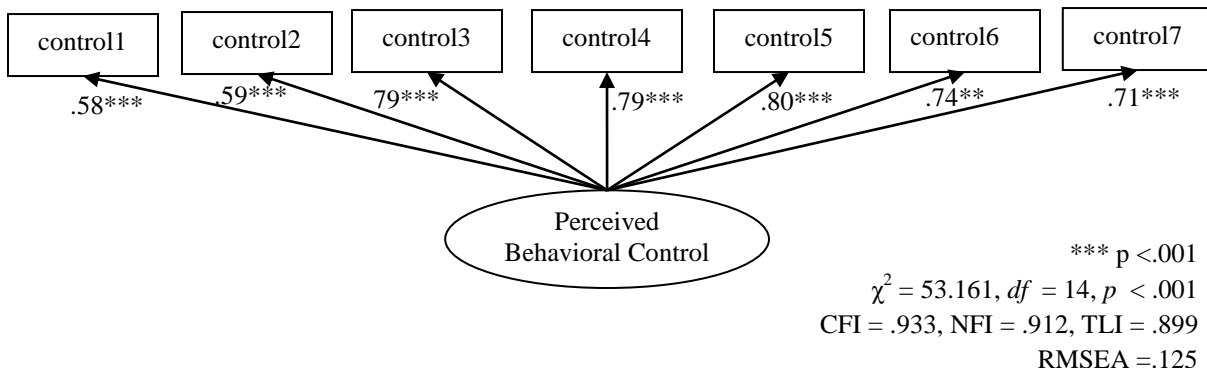 control1 control2 control3 control4 control5 control6 control7
.58*** .59*** 79*** .79*** .80*** .74** .71***
Perceived
Behavioral Control
*** p <.001
χ² = 53.161, df = 14, p < .001
CFI = .933, NFI = .912, TLI = .899
RMSEA =.125